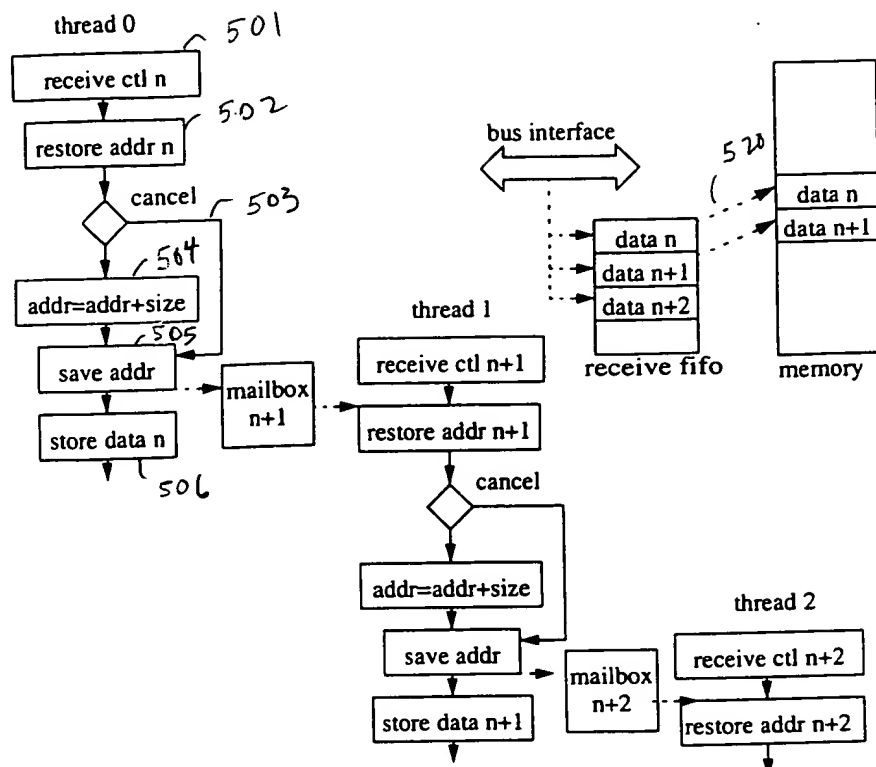 thread 0
501
receive ctl n
502
restore addr n
cancel
503
504
addr=addr+size
505
save addr
mailbox
n+1
store data n
506
bus interface
520
data n
data n+1
data n+2
receive fifo
data n
data n+1
memory
thread 1
receive ctl n+1
restore addr n+1
cancel
addr=addr+size
save addr
mailbox
n+2
store data n+1
thread 2
receive ctl n+2
restore addr n+2